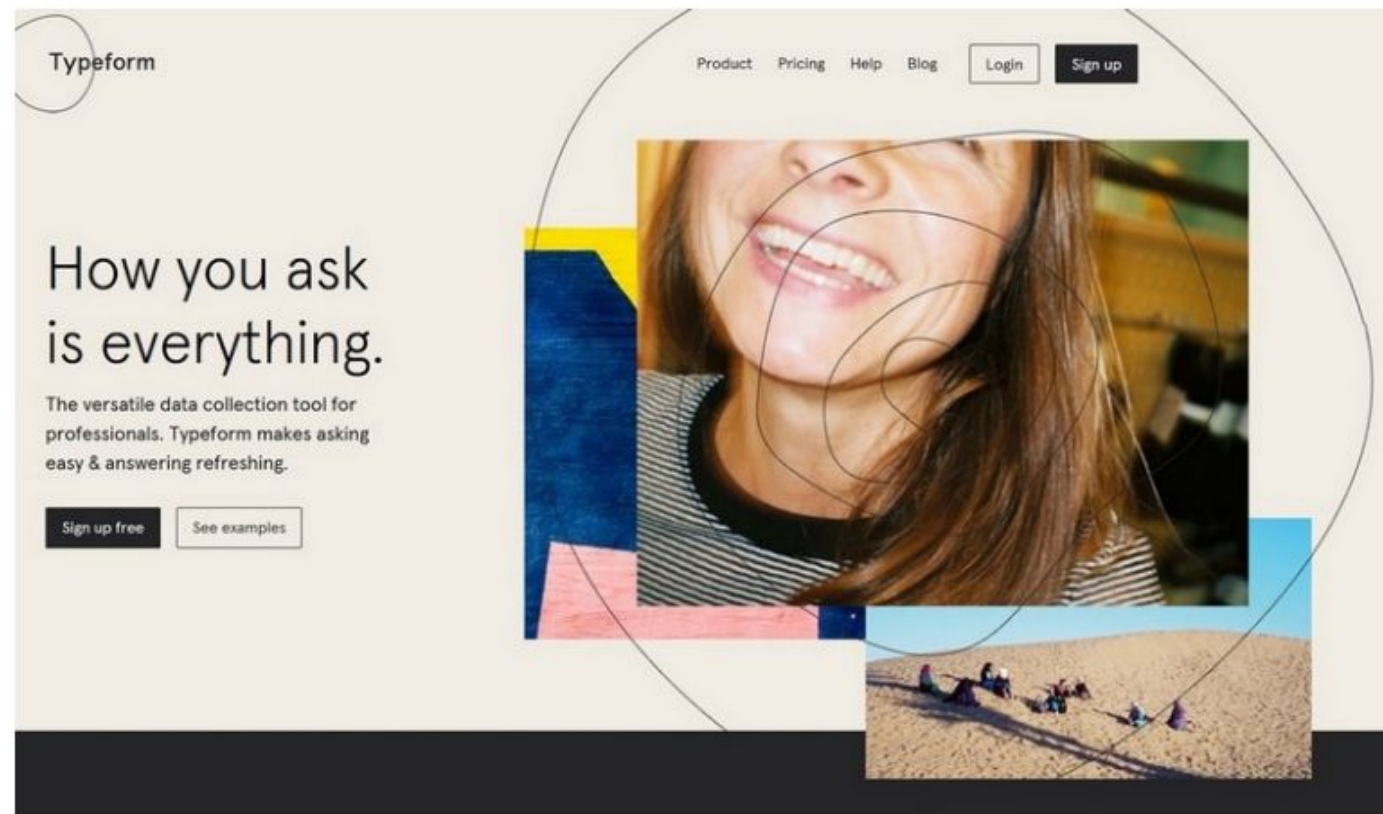 Typeform
Product Pricing Help Blog Login Sign up
How you ask
is everything.
The versatile data collection tool for
professionals. Typeform makes asking
easy & answering refreshing.
Sign up free See examples